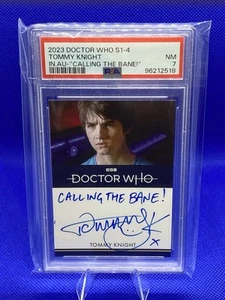 2023 DOCTOR WHO S1-4
TOMMY KNIGHT
IN.AU-"CALLING THE BANE!"
NM
7
PSA
96212518
BBC
DOCTOR WHO
CALLING THE BANE!
TOMMY KNIGHT